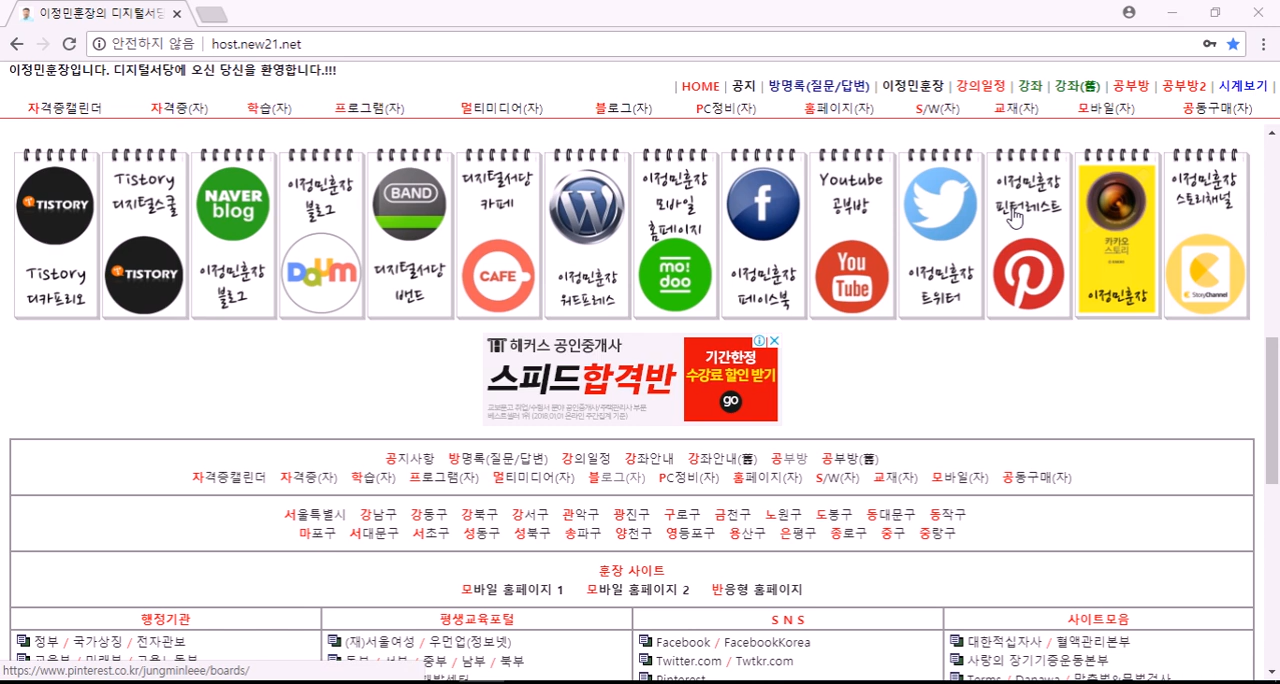 이정민훈장의 디지털서당
안전하지 않음 host.new21.net
이정민훈장입니다. 디지털서당에 오신 당신을 환영합니다.!!!
| HOME | 공지 | 방명록(질문/답변) | 이정민훈장 | 강의일정 | 강좌 | 강좌(舊) | 공부방 | 공부방2 | 시계보기 |
자격증캘린더 자격증(자) 학습(자) 프로그램(자) 멀티미디어(자) 블로그(자) PC정비(자) 홈페이지(자) S/W(자) 교재(자) 모바일(자) 공동구매(자)
TISTORY
Tistory
디카프리오
Tistory
디지털스쿨
TISTORY
NAVER
blog
이정민훈장
블로그
이정민훈장
블로그
Daum
BAND
디지털서당
밴드
디지털서당
카페
CAFE
W
이정민훈장
워드프레스
이정민훈장
모바일
홈페이지
mo!
doo
f
이정민훈장
페이스북
Youtube
공부방
You
Tube
이정민훈장
트위터
이정민훈장
핀터레스트
카카오
스토리
이정민훈장
이정민훈장
스토리채널
StoryChannel
해커스 공인중개사
스피드합격반
기간한정
수강료 할인 받기
go
공지사항 방명록(질문/답변) 강의일정 강좌안내 강좌안내(舊) 공부방 공부방(舊)
자격증캘린더 자격증(자) 학습(자) 프로그램(자) 멀티미디어(자) 블로그(자) PC정비(자) 홈페이지(자) S/W(자) 교재(자) 모바일(자) 공동구매(자)
서울특별시 강남구 강동구 강북구 강서구 관악구 광진구 구로구 금천구 노원구 도봉구 동대문구 동작구
마포구 서대문구 서초구 성동구 성북구 송파구 양천구 영등포구 용산구 은평구 종로구 중구 중랑구
훈장 사이트
모바일 홈페이지 1 모바일 홈페이지 2 반응형 홈페이지
행정기관 평생교육포털 S N S 사이트모음
정부 / 국가상징 / 전자관보 (재)서울여성 / 우먼업(정보넷) Facebook / FacebookKorea 대한적십자사 / 혈액관리본부
중부 / 남부 / 북부 Twitter.com / Twtkr.com 사랑의 장기기증운동본부
https://www.pinterest.co.kr/jungminleee/boards/